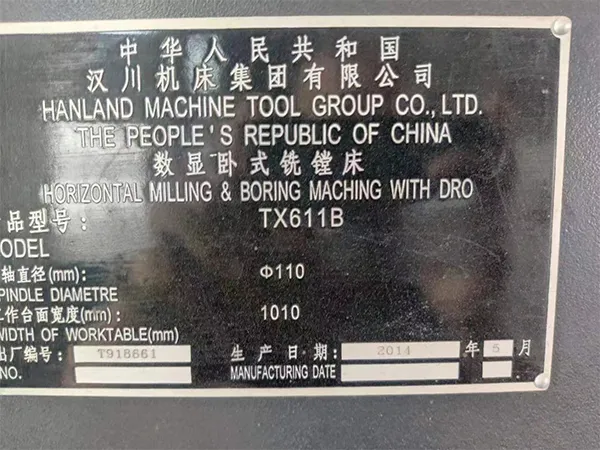 中华人民共和国
汉川机床集团有限公司
HANLAND MACHINE TOOL GROUP CO.,LTD.
THE PEOPLE'S REPUBLIC OF CHINA
数显卧式铣镗床
HORIZONTAL MILLING & BORING MACHING WITH DRO
品型号: TX611B
ODEL
轴直径(mm): Φ110
PINDLE DIAMETRE
工作台面宽度(mm): 1010
WIDTH OF WORKTABLE(mm)
出厂编号: T918661 生产日期: 2014 年 5 月
NO. MANUFACTURING DATE